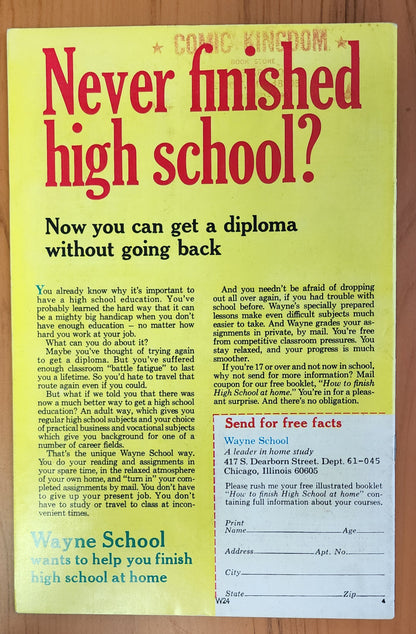 COMIC KINGDOM
BOOK STORE
Never finished
high school?
Now you can get a diploma
without going back
You already know why it's important to
have a high school education. You've
probably learned the hard way that it can
be a mighty big handicap when you don't
have enough education – no matter how
hard you work at your job.
What can you do about it?
Maybe you've thought of trying again
to get a diploma. But you've suffered
enough classroom "battle fatigue" to last
you a lifetime. So you'd hate to travel that
route again even if you could.
But what if we told you that there was
now a much better way to get a high school
education? An adult way, which gives you
regular high school subjects and your choice
of practical business and vocational subjects
which give you background for one of a
number of career fields.
That's the unique Wayne School way.
You do your reading and assignments in
your spare time, in the relaxed atmosphere
of your own home, and "turn in" your com-
pleted assignments by mail. You don't have
to give up your present job. You don't have
to study or travel to class at incon-
venient times.
Wayne School
wants to help you finish
high school at home
And you needn't be afraid of dropping
out all over again, if you had trouble with
school before. Wayne's specially prepared
lessons make even difficult subjects much
easier to take. And Wayne grades your as-
signments in private, by mail. You're free
from competitive classroom pressures. You
stay relaxed, and your progress is much
smoother.
If you're 17 or over and not now in school,
why not send for more information? Mail
coupon for our free booklet, "How to finish
High School at home." You're in for a pleas-
ant surprise. And there's no obligation.
Send for free facts
Wayne School
A leader in home study
417 S. Dearborn Street. Dept. 61-045
Chicago, Illinois 60605
Please rush me your free illustrated booklet
"How to finish High School at home" con-
taining full information about your courses.
Print
Name Age
Address Apt. No.
City
State Zip
W24 4